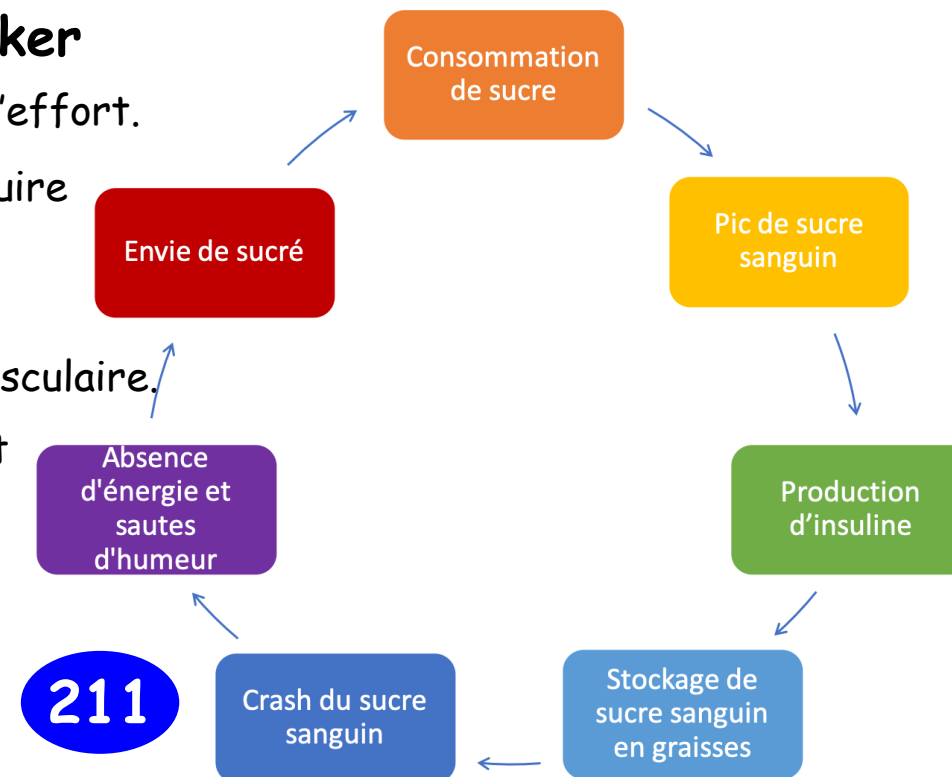 ker
'effort.
uire
sculaire.
t
Consommation
de sucre
Pic de sucre
sanguin
Production
d'insuline
Stockage de
sucre sanguin
en graisses
Crash du sucre
sanguin
Absence
d'énergie et
sautes
d'humeur
Envie de sucré
211